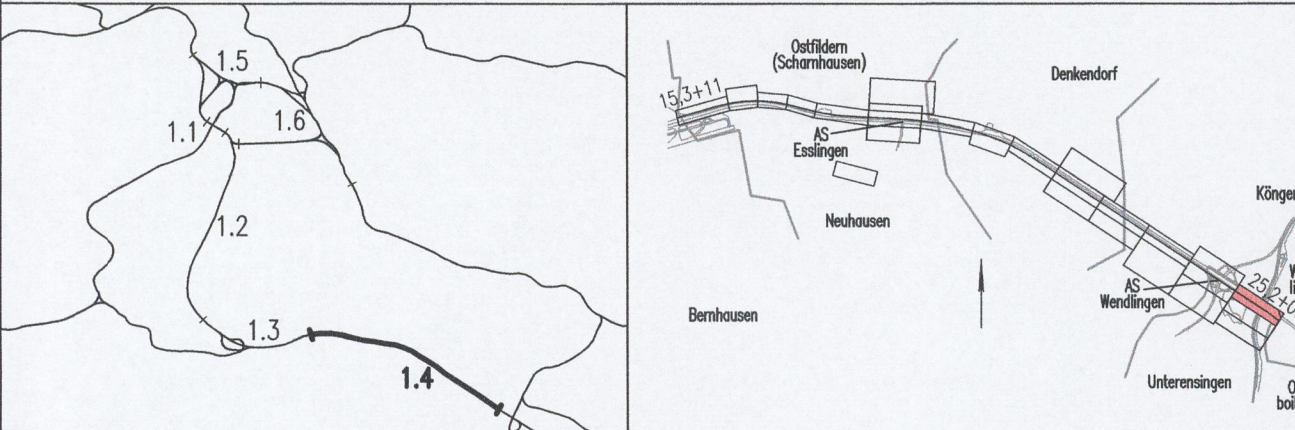 1.5
1.1
1.6
1.2
1.3
1.4
Ostfildern
(Scharnhausen)
Denkendorf
15,3+11
AS
Esslingen
Neuhausen
AS
Wendlingen
Bernhausen
Unterensingen